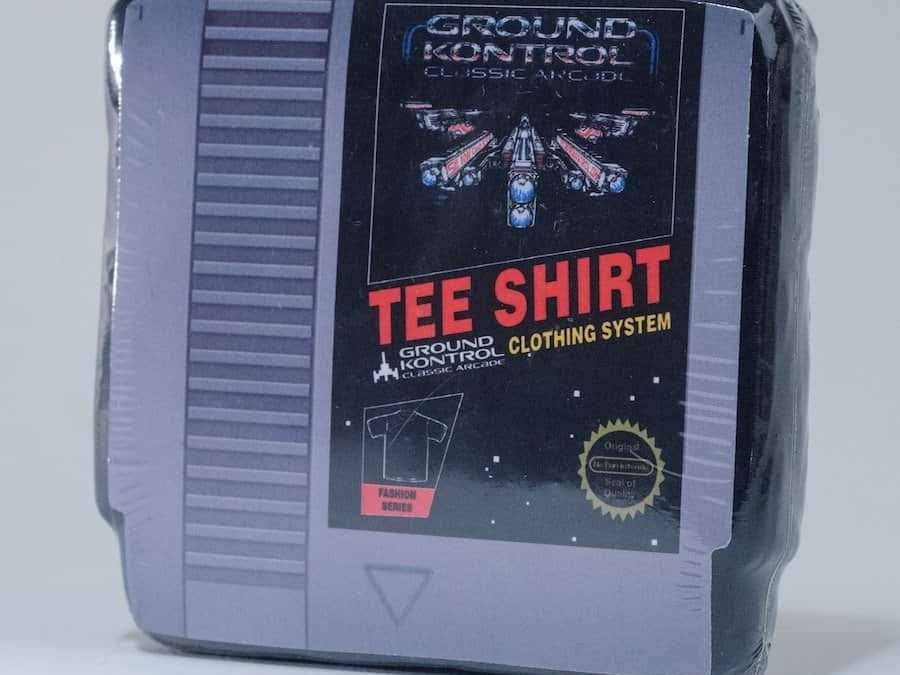 GROUND
KONTROL
CLASSIC ARCADE
TEE SHIRT
GROUND
KONTROL
CLASSIC ARCADE
CLOTHING SYSTEM
FASHION
SERIES
Original
Seal of
Quality